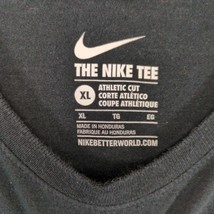 THE NIKE TEE
XL
ATHLETIC CUT
CORTE ATLÉTICO
COUPE ATHLÉTIQUE
XL TG EG
MADE IN HONDURAS
FABRIQUÉ AU HONDURAS
NIKEBETTERWORLD.COM